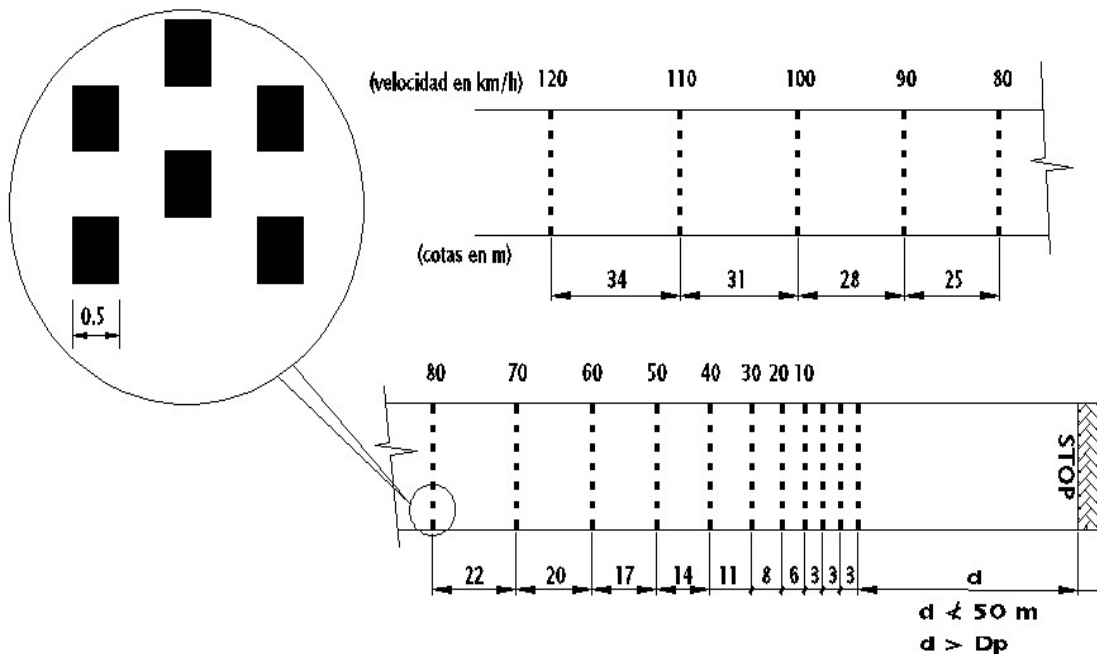 (velocidad en km/h) 120 110 100 90 80
(cotas en m)
34 31 28 25
0.5
80 70 60 50 40 30 20 10
STOP
22 20 17 14 11 8 6 3 3 3 d
d ≮ 50 m
d > Dp